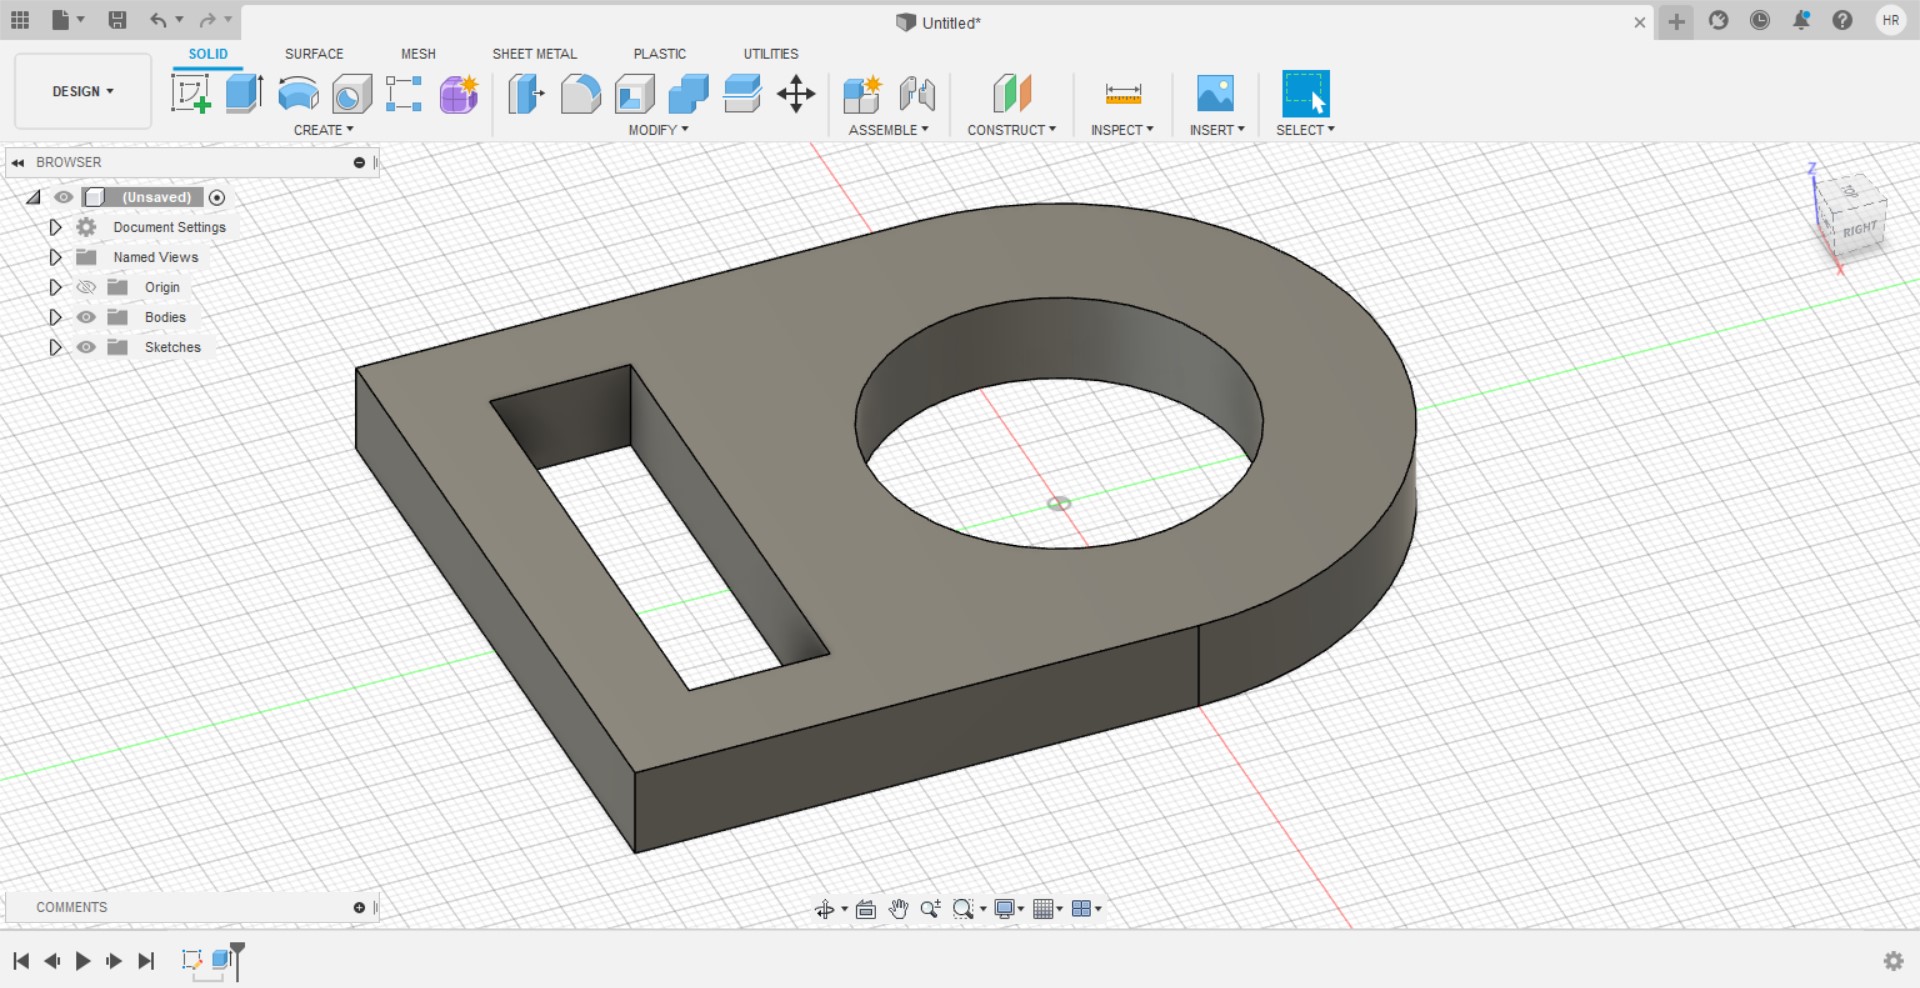 Untitled*
HR
DESIGN
SOLID
SURFACE
MESH
SHEET METAL
PLASTIC
UTILITIES
CREATE
MODIFY
ASSEMBLE
CONSTRUCT
INSPECT
INSERT
SELECT
BROWSER
(Unsaved)
Document Settings
Named Views
Origin
Bodies
Sketches
Z
TOP
RIGHT
X
COMMENTS